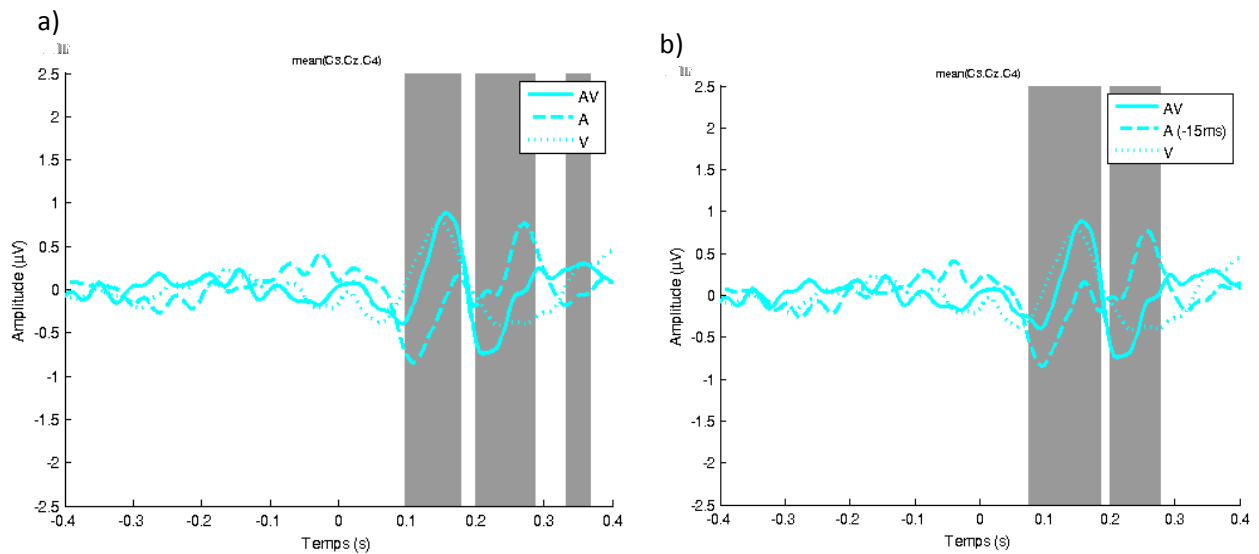 a)
mean(C3.Cz.C4)
AV
A
V
2.5
2
1.5
1
0.5
0
-0.5
-1
-1.5
-2
-2.5
Amplitude (µV)
-0.4
-0.3
-0.2
-0.1
0
0.1
0.2
0.3
0.4
Temps (s)
b)
mean(C3.Cz.C4)
AV
A (-15ms)
V
2.5
2
1.5
1
0.5
0
-0.5
-1
-1.5
-2
-2.5
Amplitude (µV)
-0.4
-0.3
-0.2
-0.1
0
0.1
0.2
0.3
0.4
Temps (s)